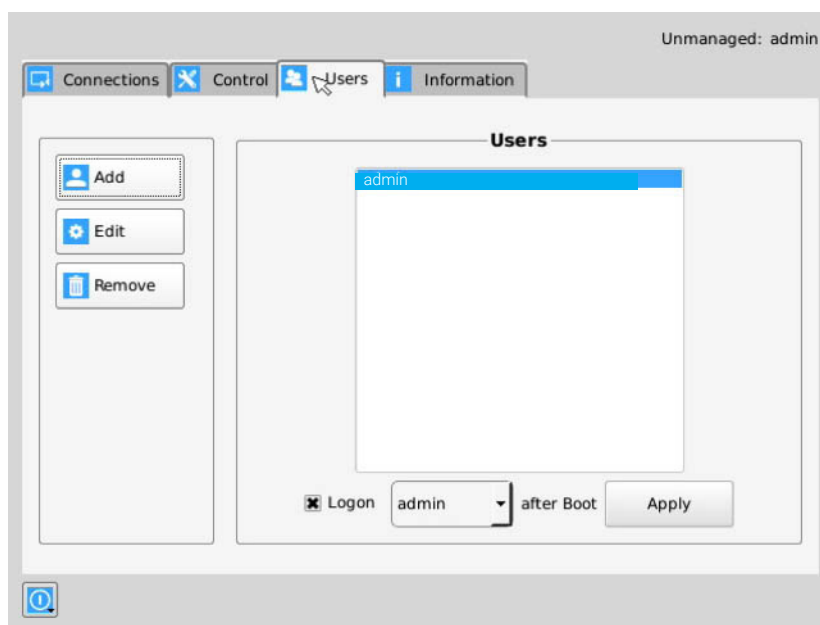 Unmanaged: admin
Connections Control Users Information
Users
Add
Edit
Remove
admin
Logon admin after Boot Apply